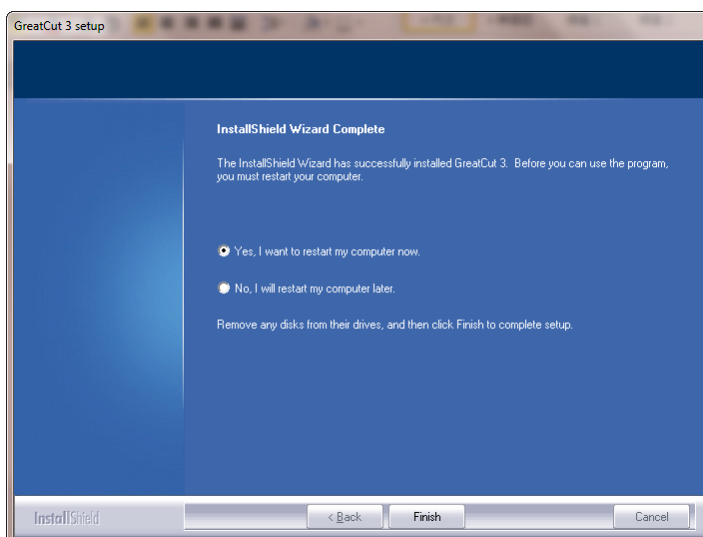 GreatCut 3 setup
InstallShield Wizard Complete
The InstallShield Wizard has successfully installed GreatCut 3.  Before you can use the program,
you must restart your computer.
Yes, I want to restart my computer now.
No, I will restart my computer later.
Remove any disks from their drives, and then click Finish to complete setup.
InstallShield
< Back
Finish
Cancel